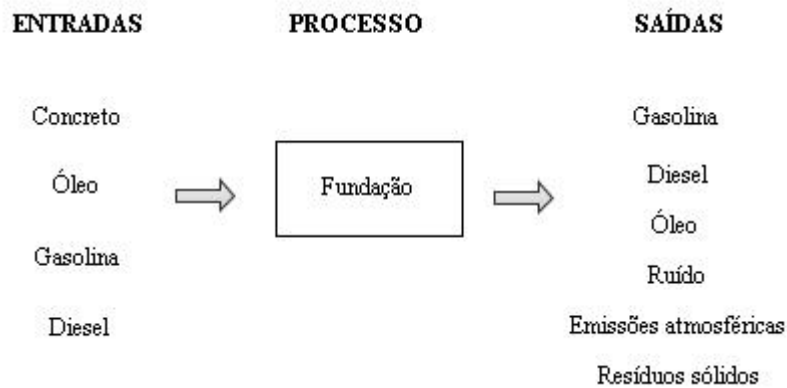 ENTRADAS
PROCESSO
SAÍDAS
Concreto
Óleo
Gasolina
Diesel
Fundação
Gasolina
Diesel
Óleo
Ruído
Emissões atmosféricas
Resíduos sólidos